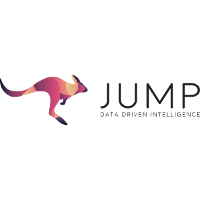 JUMP
DATA DRIVEN INTELLIGENCE